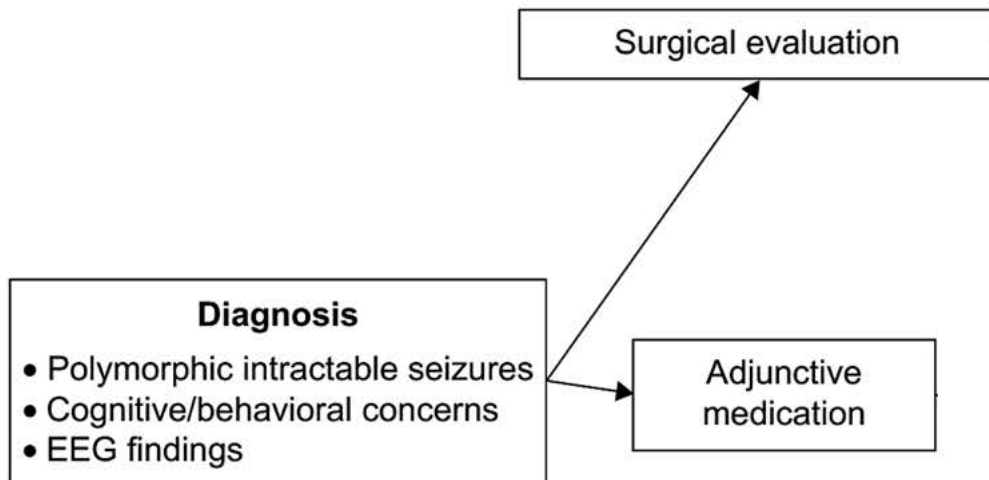 Surgical evaluation
Diagnosis
• Polymorphic intractable seizures
• Cognitive/behavioral concerns
• EEG findings
Adjunctive
medication